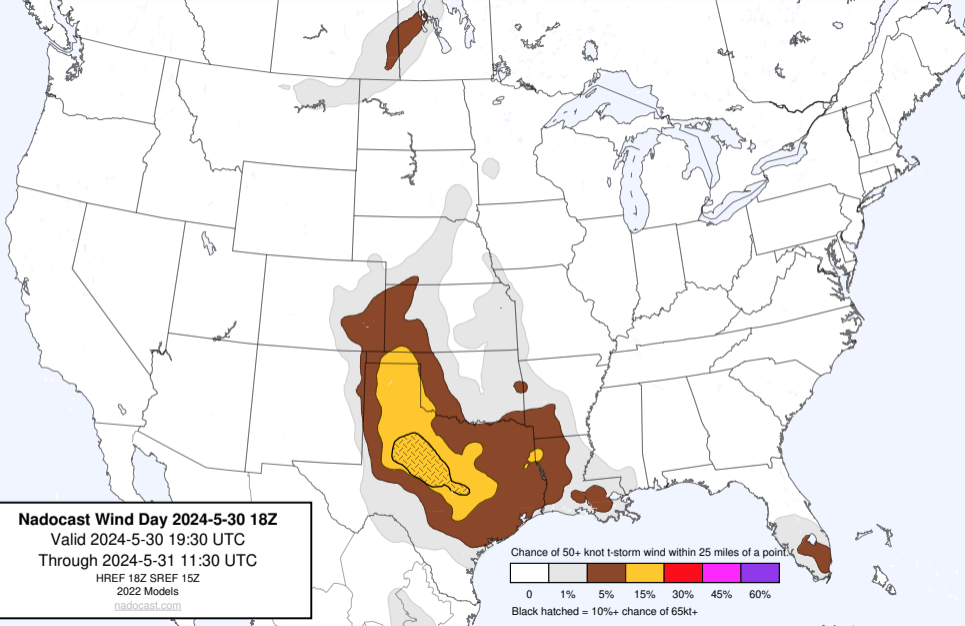 Nadocast Wind Day 2024-5-30 18Z
Valid 2024-5-30 19:30 UTC
Through 2024-5-31 11:30 UTC
HREF 18Z SREF 15Z
2022 Models
nadocast.com
Chance of 50+ knot t-storm wind within 25 miles of a point.
0 1% 5% 15% 30% 45% 60%
Black hatched = 10%+ chance of 65kt+